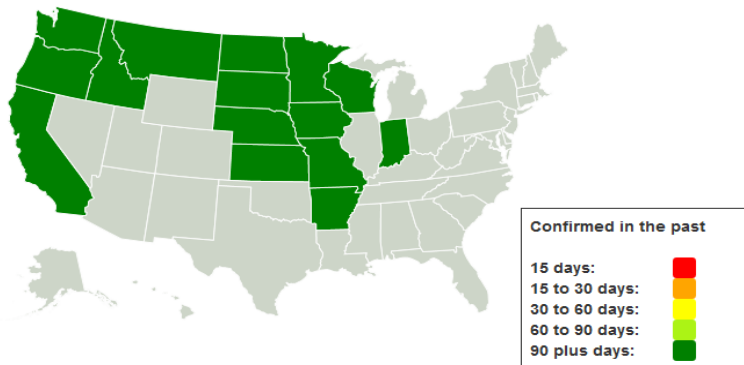 Confirmed in the past
15 days:
15 to 30 days:
30 to 60 days:
60 to 90 days:
90 plus days: